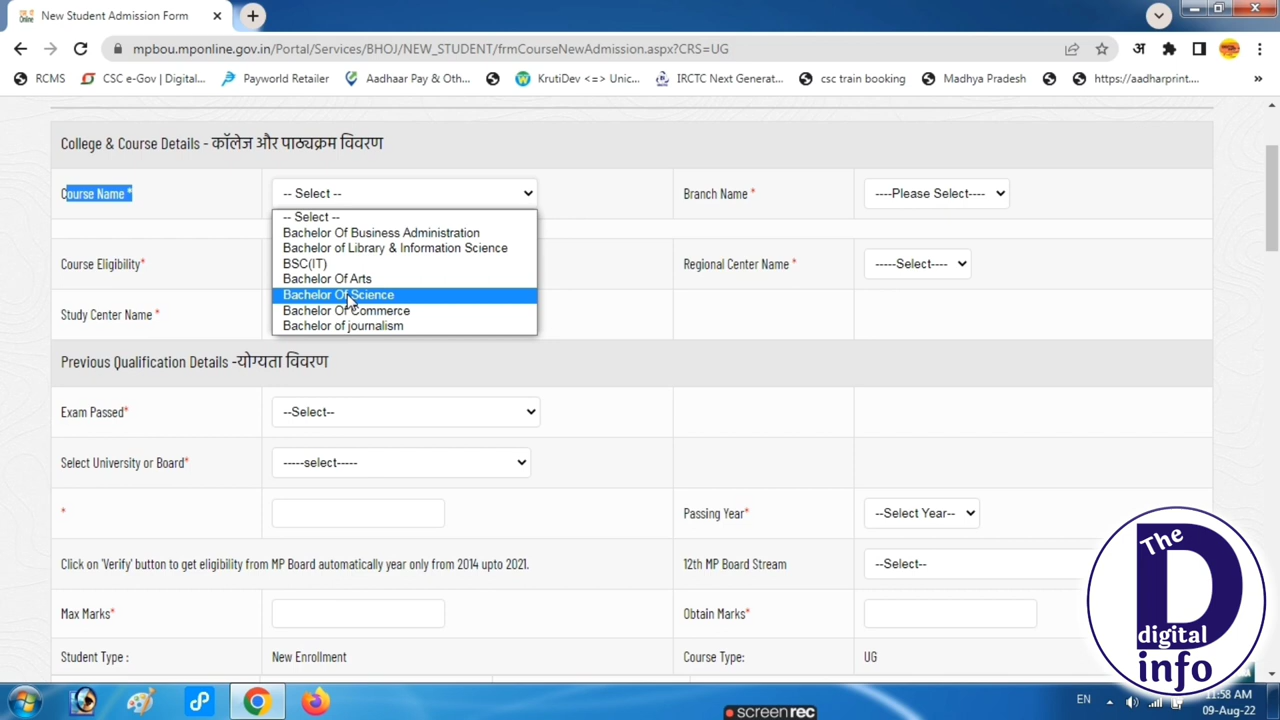 New Student Admission Form
mpbou.mponline.gov.in/Portal/Services/BHOJ/NEW_STUDENT/frmCourseNewAdmission.aspx?CRS=UG
अ
RCMS CSC e-Gov | Digital... Payworld Retailer Aadhaar Pay & Oth... KrutiDev <=> Unic... IRCTC Next Generat... csc train booking Madhya Pradesh https://aadharprint.... »
College & Course Details - कॉलेज और पाठ्यक्रम विवरण
Course Name * -- Select -- Branch Name * ----Please Select----
-- Select --
Bachelor Of Business Administration
Bachelor of Library & Information Science
BSC(IT)
Course Eligibility* Regional Center Name * -----Select----
Bachelor Of Arts
Bachelor Of Science
Bachelor Of Commerce
Study Center Name *
Bachelor of journalism
Previous Qualification Details -योग्यता विवरण
Exam Passed* --Select--
Select University or Board* -----select-----
* Passing Year* --Select Year--
Click on 'Verify' button to get eligibility from MP Board automatically year only from 2014 upto 2021. 12th MP Board Stream --Select--
Max Marks* Obtain Marks*
Student Type : New Enrollment Course Type: UG
The
D
digital
info
EN 11:58 AM
09-Aug-22
screenrec